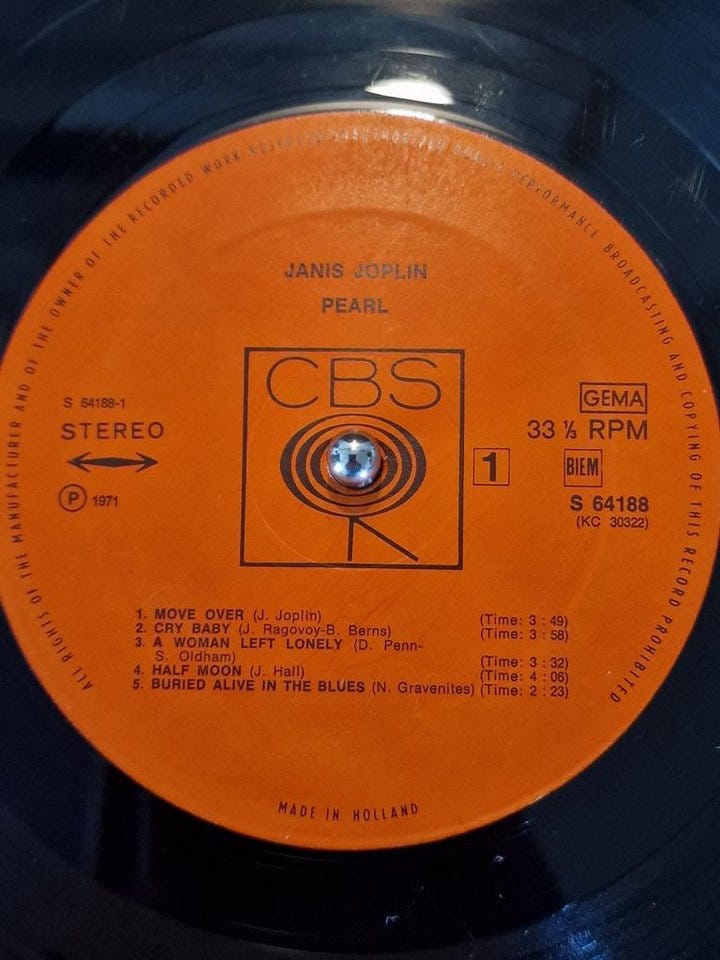 ALL RIGHTS OF THE MANUFACTURER AND OF THE OWNER OF THE RECORDED WORK RESERVED PUBLIC PERFORMANCE BROADCASTING AND COPYING OF THIS RECORD PROHIBITED
JANIS JOPLIN
PEARL
CBS
S 64188-1
STEREO
P 1971
GEMA
33 ⅓ RPM
1
BIEM
S 64188
(KC 30322)
1. MOVE OVER (J. Joplin) (Time: 3 : 49)
2. CRY BABY (J. Ragovoy-B. Berns) (Time: 3 : 58)
3. A WOMAN LEFT LONELY (D. Penn-
S. Oldham) (Time: 3 : 32)
4. HALF MOON (J. Hall) (Time: 4 : 06)
5. BURIED ALIVE IN THE BLUES (N. Gravenites) (Time: 2 : 23)
MADE IN HOLLAND